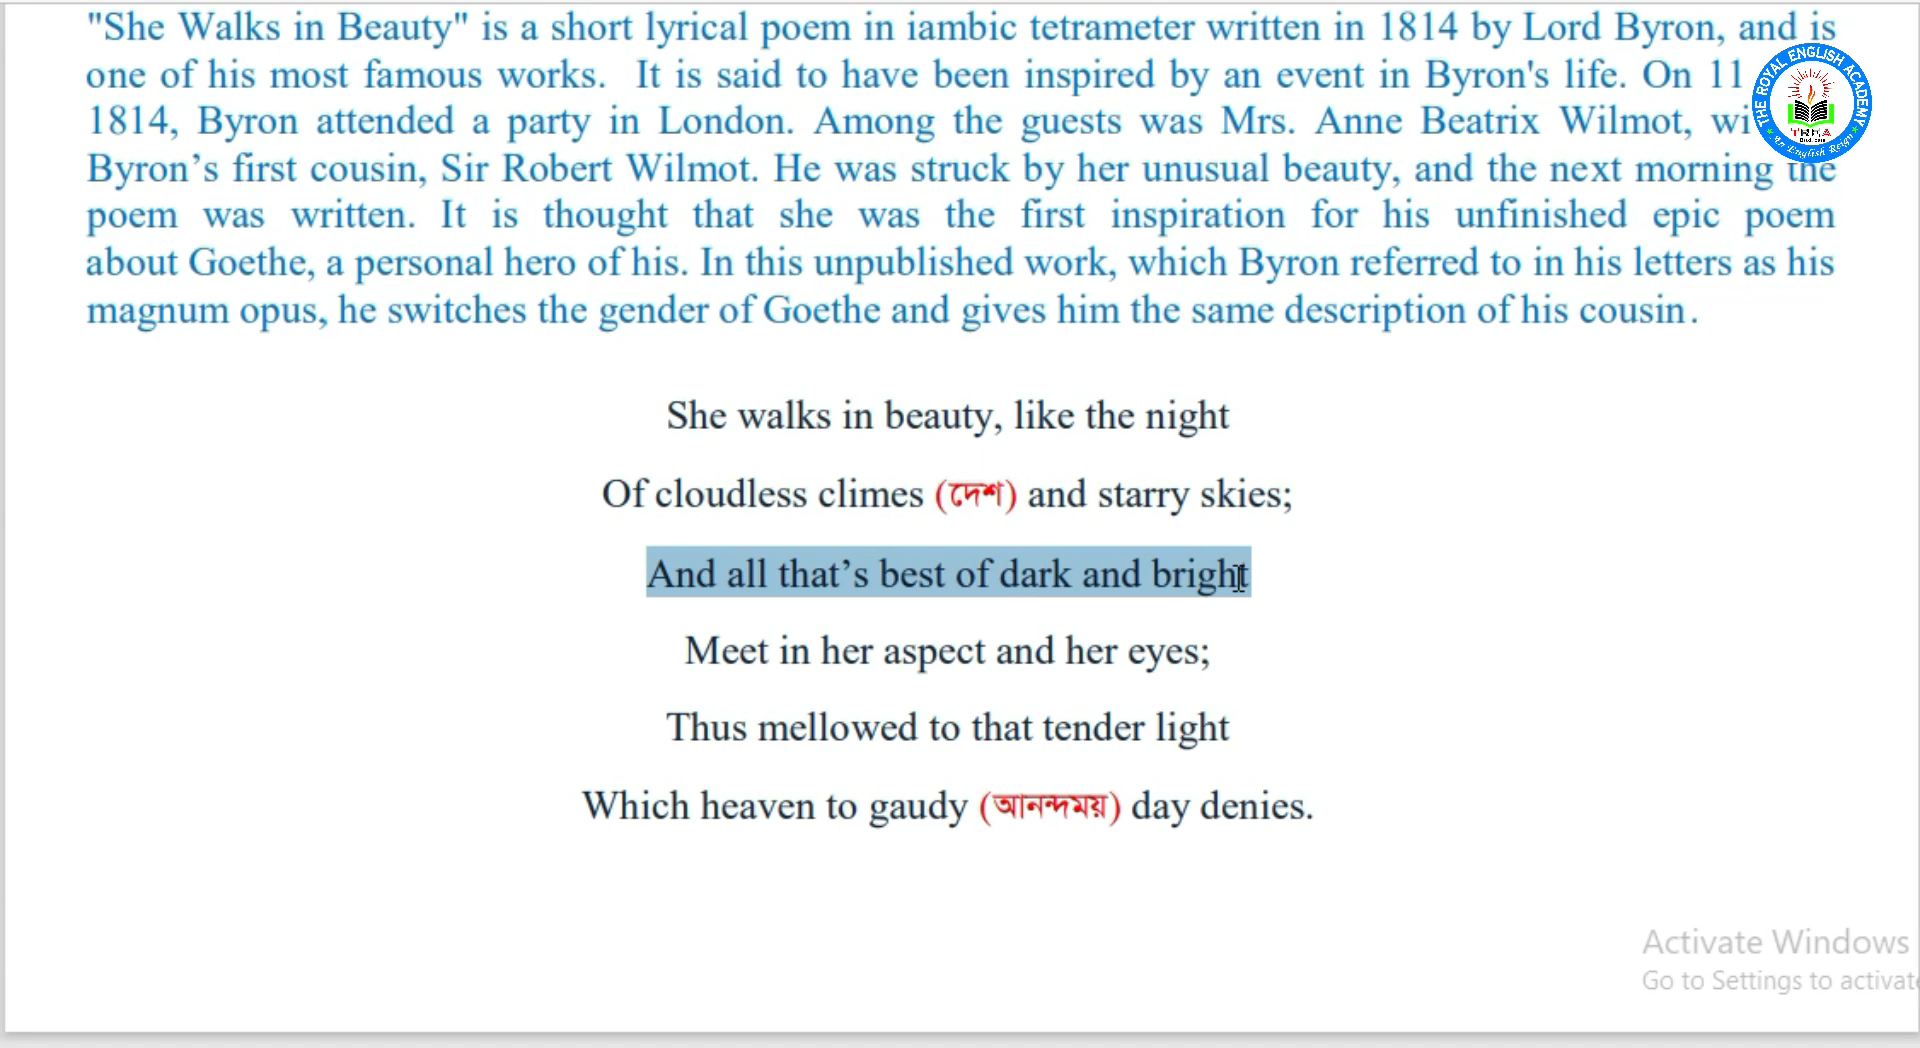 "She Walks in Beauty" is a short lyrical poem in iambic tetrameter written in 1814 by Lord Byron, and is
one of his most famous works. It is said to have been inspired by an event in Byron's life. On 11
1814, Byron attended a party in London. Among the guests was Mrs. Anne Beatrix Wilmot,
Byron’s first cousin, Sir Robert Wilmot. He was struck by her unusual beauty, and the next morning the
poem was written. It is thought that she was the first inspiration for his unfinished epic poem
about Goethe, a personal hero of his. In this unpublished work, which Byron referred to in his letters as his
magnum opus, he switches the gender of Goethe and gives him the same description of his cousin.
THE ROYAL ENGLISH ACADEMY
TREA
An English Reign
She walks in beauty, like the night
Of cloudless climes (দেশ) and starry skies;
And all that’s best of dark and bright
Meet in her aspect and her eyes;
Thus mellowed to that tender light
Which heaven to gaudy (আনন্দময়) day denies.
Activate Windows
Go to Settings to activate